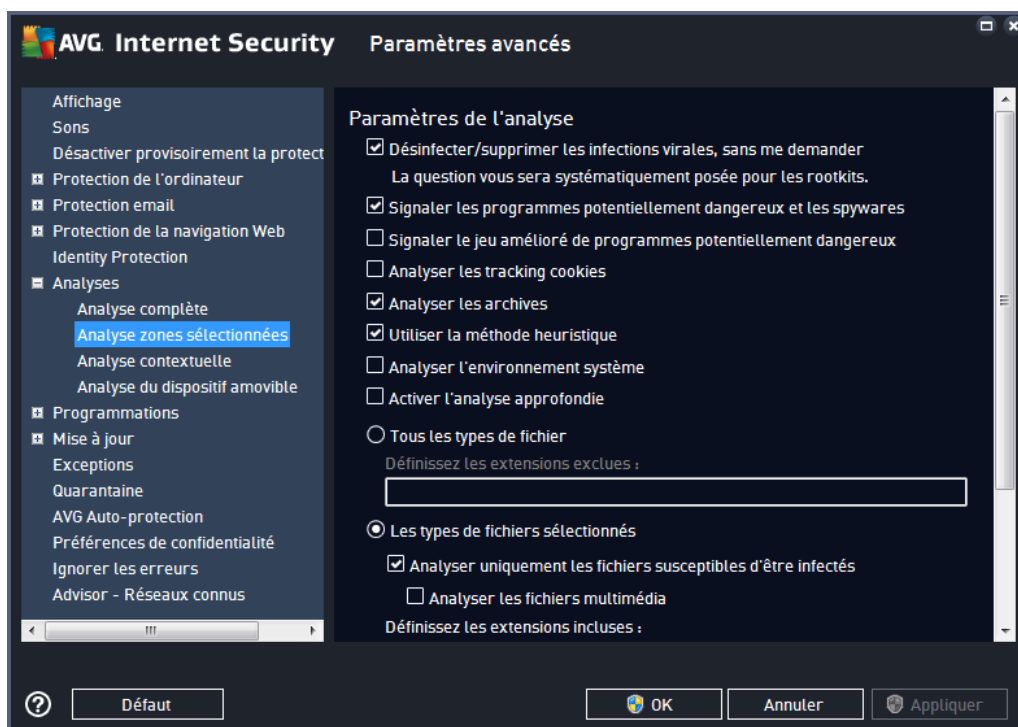 AVG. Internet Security
Paramètres avancés
Affichage
Sons
Désactiver provisoirement la protect
Protection de l'ordinateur
Protection email
Protection de la navigation Web
Identity Protection
Analyses
Analyse complète
Analyse zones sélectionnées
Analyse contextuelle
Analyse du dispositif amovible
Programmations
Mise à jour
Exceptions
Quarantaine
AVG Auto-protection
Préférences de confidentialité
Ignorer les erreurs
Advisor - Réseaux connus
Paramètres de l'analyse
Désinfecter/supprimer les infections virales, sans me demander
La question vous sera systématiquement posée pour les rootkits.
Signaler les programmes potentiellement dangereux et les spywares
Signaler le jeu amélioré de programmes potentiellement dangereux
Analyser les tracking cookies
Analyser les archives
Utiliser la méthode heuristique
Analyser l'environnement système
Activer l'analyse approfondie
Tous les types de fichier
Définissez les extensions exclues :
Les types de fichiers sélectionnés
Analyser uniquement les fichiers susceptibles d'être infectés
Analyser les fichiers multimédia
Définissez les extensions incluses :
?
Défaut
OK
Annuler
Appliquer